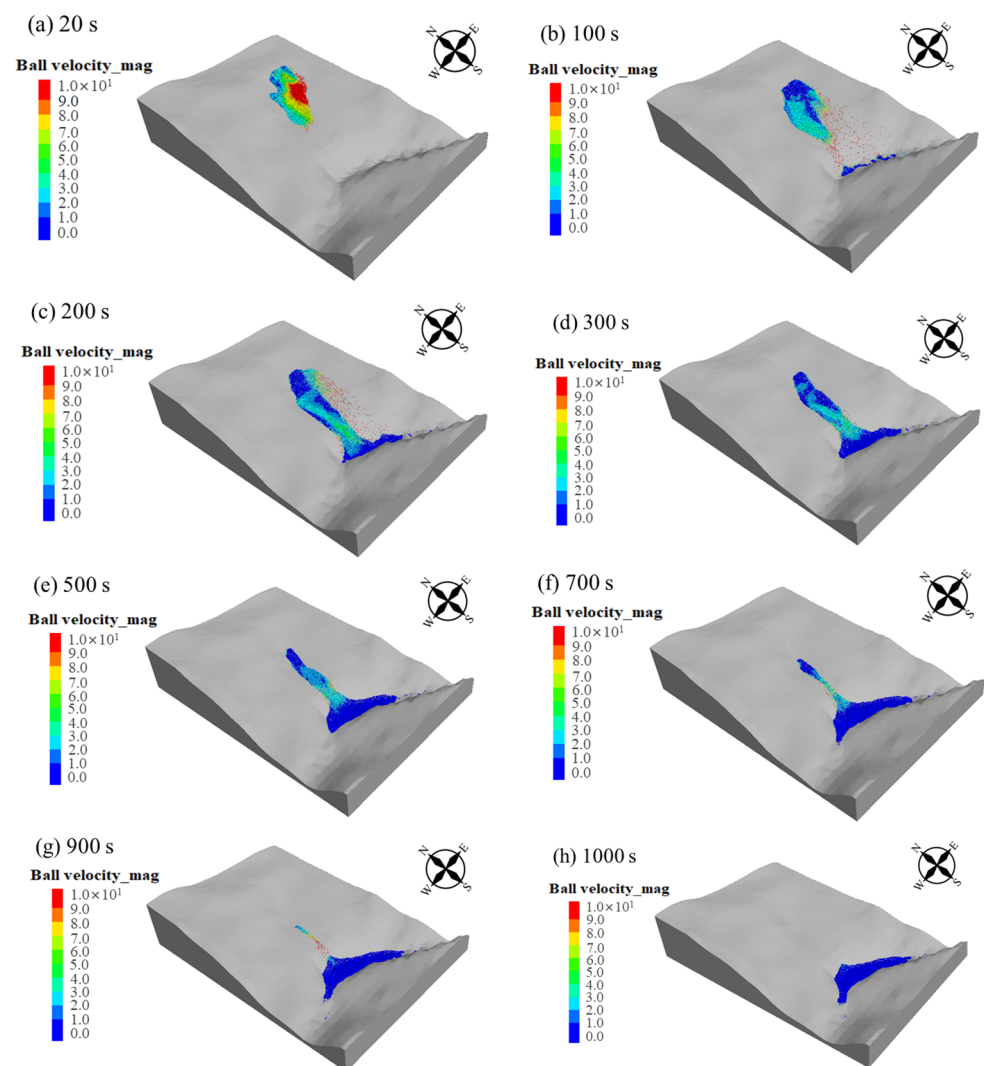 (a) 20 s
N E
W S
Ball velocity_mag
1.0×10¹
9.0
8.0
7.0
6.0
5.0
4.0
3.0
2.0
1.0
0.0
(b) 100 s
N E
W S
Ball velocity_mag
1.0×10¹
9.0
8.0
7.0
6.0
5.0
4.0
3.0
2.0
1.0
0.0
(c) 200 s
N E
W S
Ball velocity_mag
1.0×10¹
9.0
8.0
7.0
6.0
5.0
4.0
3.0
2.0
1.0
0.0
(d) 300 s
N E
W S
Ball velocity_mag
1.0×10¹
9.0
8.0
7.0
6.0
5.0
4.0
3.0
2.0
1.0
0.0
(e) 500 s
N E
W S
Ball velocity_mag
1.0×10¹
9.0
8.0
7.0
6.0
5.0
4.0
3.0
2.0
1.0
0.0
(f) 700 s
N E
W S
Ball velocity_mag
1.0×10¹
9.0
8.0
7.0
6.0
5.0
4.0
3.0
2.0
1.0
0.0
(g) 900 s
N E
W S
Ball velocity_mag
1.0×10¹
9.0
8.0
7.0
6.0
5.0
4.0
3.0
2.0
1.0
0.0
(h) 1000 s
N E
W S
Ball velocity_mag
1.0×10¹
9.0
8.0
7.0
6.0
5.0
4.0
3.0
2.0
1.0
0.0